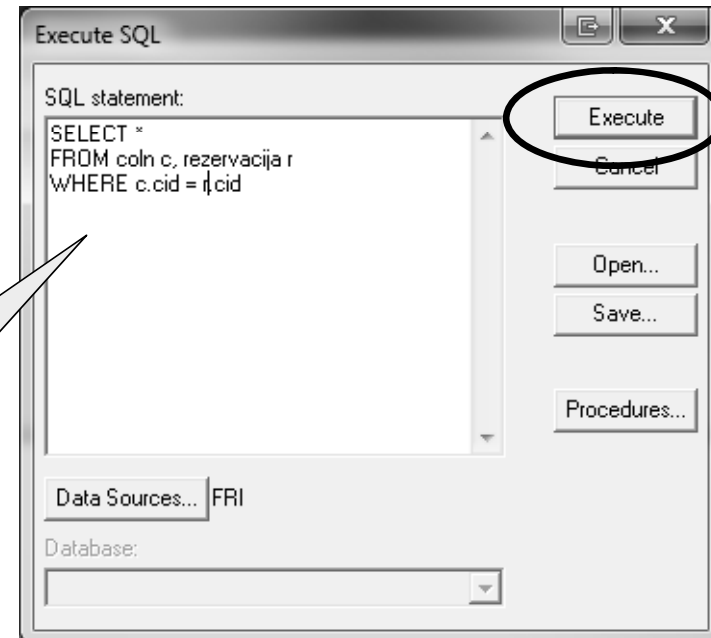 Execute SQL
SQL statement:
SELECT *
FROM coln c, rezervacija r
WHERE c.cid = r.cid
Execute
Cancel
Open...
Save...
Procedures...
Data Sources... FRI
Database: